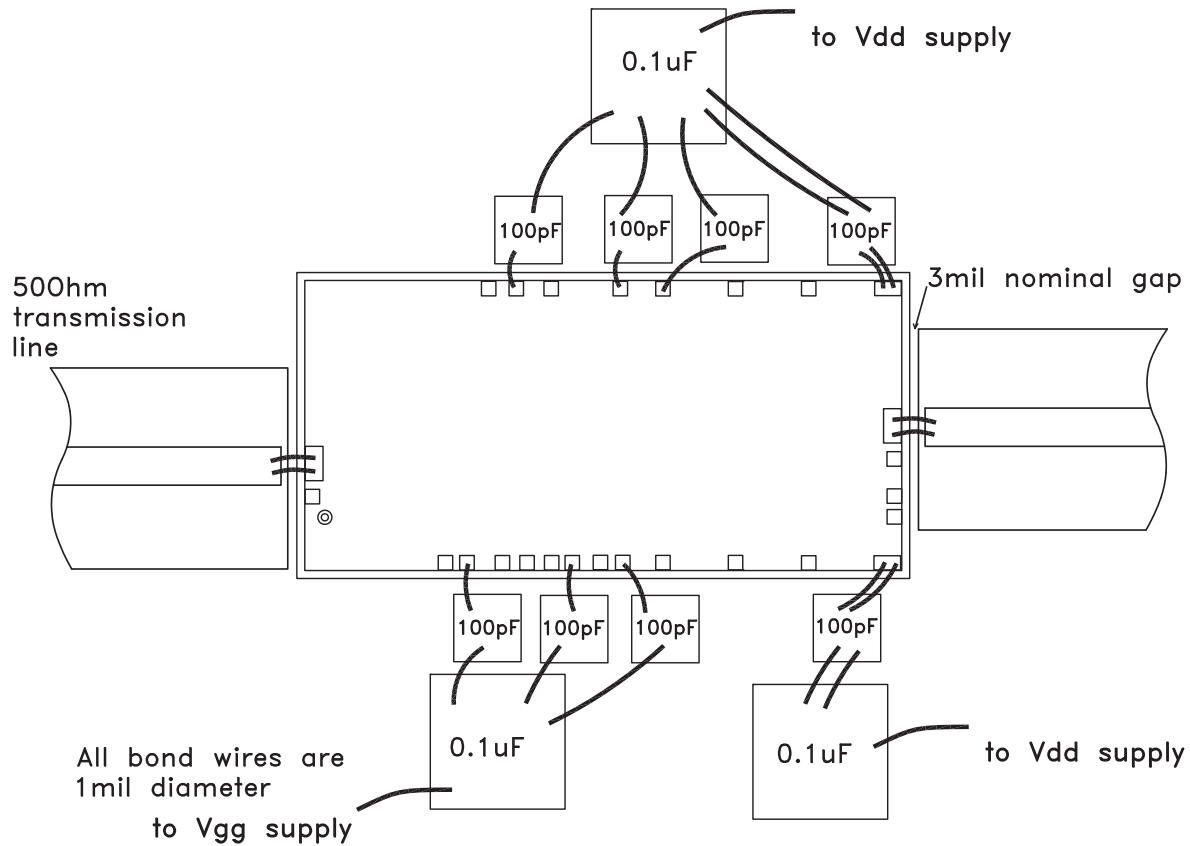 to Vdd supply
0.1uF
100pF
100pF
100pF
100pF
3mil nominal gap
50Ohm
transmission
line
100pF
100pF
100pF
100pF
0.1uF
0.1uF
to Vdd supply
All bond wires are
1mil diameter
to Vgg supply